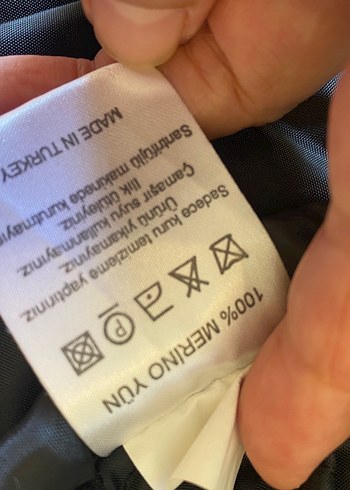 100% MERINO YÜN
Sadece kuru temizleme yaptırınız.
Ürünü yıkamayınız.
Çamaşır suyu kullanmayınız.
Ilık ütüleyiniz.
Santrifüjlü makinede kurutmayın
MADE IN TURKEY